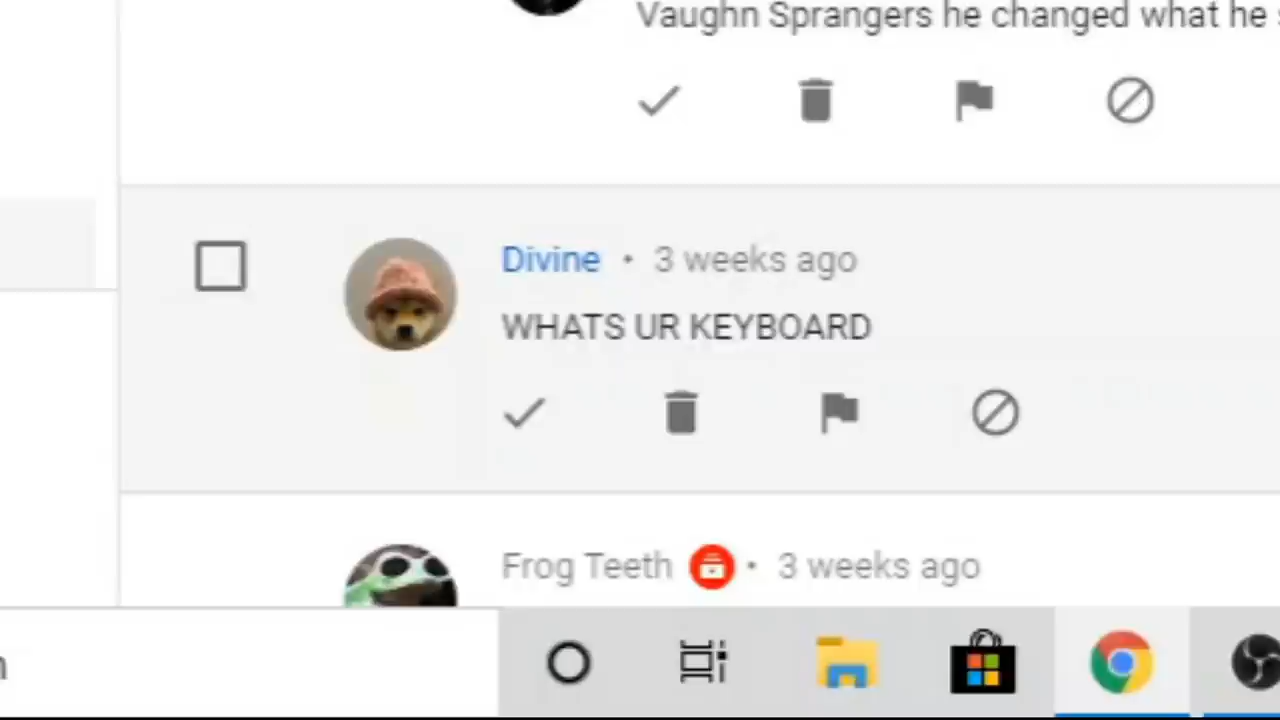 Vaughn Sprangers he changed what he
Divine • 3 weeks ago
WHATS UR KEYBOARD
Frog Teeth • 3 weeks ago